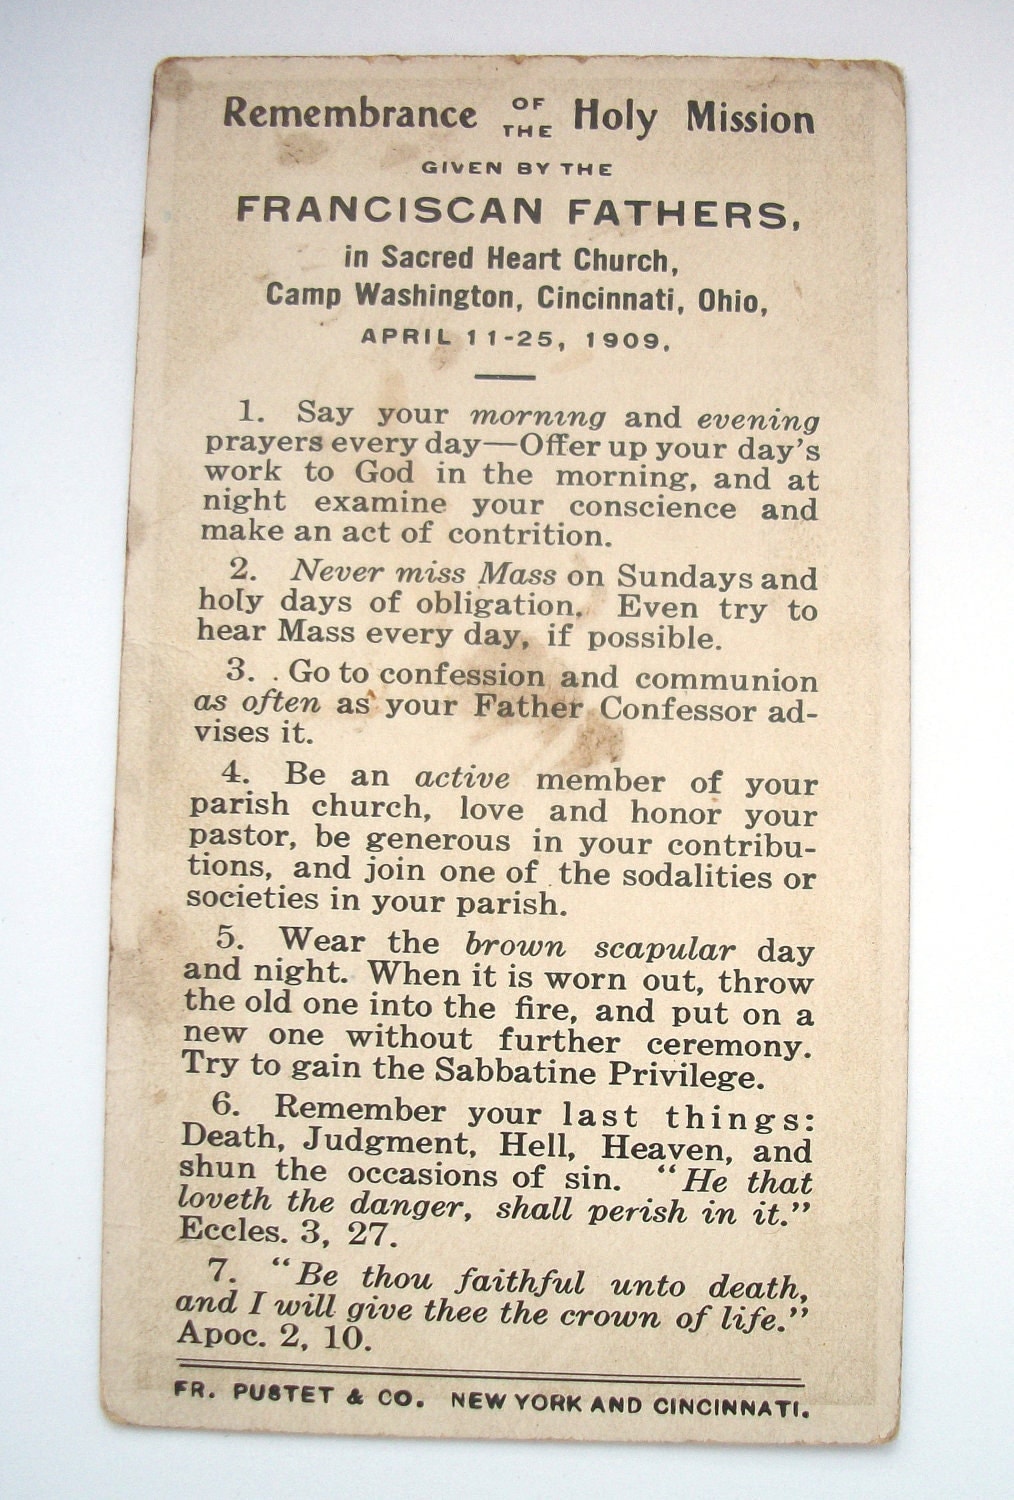 Remembrance OF THE Holy Mission
GIVEN BY THE
FRANCISCAN FATHERS,
in Sacred Heart Church,
Camp Washington, Cincinnati, Ohio,
APRIL 11-25, 1909.
1. Say your morning and evening
prayers every day—Offer up your day's
work to God in the morning, and at
night examine your conscience and
make an act of contrition.
2. Never miss Mass on Sundays and
holy days of obligation. Even try to
hear Mass every day, if possible.
3. Go to confession and communion
as often as your Father Confessor ad-
vises it.
4. Be an active member of your
parish church, love and honor your
pastor, be generous in your contribu-
tions, and join one of the sodalities or
societies in your parish.
5. Wear the brown scapular day
and night. When it is worn out, throw
the old one into the fire, and put on a
new one without further ceremony.
Try to gain the Sabbatine Privilege.
6. Remember your last things:
Death, Judgment, Hell, Heaven, and
shun the occasions of sin. "He that
loveth the danger, shall perish in it."
Eccles. 3, 27.
7. "Be thou faithful unto death,
and I will give thee the crown of life."
Apoc. 2, 10.
FR. PUSTET & CO. NEW YORK AND CINCINNATI.